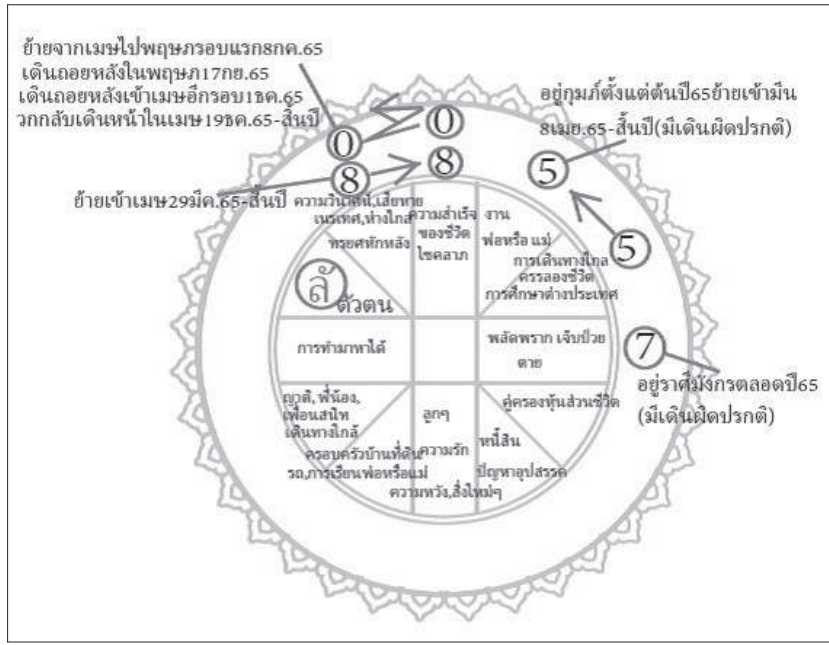 ย้ายจากเมษไปพฤษภรอบแรก8กค.65
เดินถอยหลังในพฤษภ17กย.65
เดินถอยหลังเข้าเมษอีกรอบ1ธค.65
วกกลับเดินหน้าในเมษ19ธค.65-สิ้นปี
อยู่กุมภ์ตั้งแต่ต้นปี65ย้ายเข้ามีน
8เมย.65-สิ้นปี(มีเดินผิดปรกติ)
0
0
8
8
5
5
ย้ายเข้าเมษ29มีค.65-สิ้นปี
ความวินาศน์,เสียหาย
เนรเทศ,ห่างไกล
ทรยศหักหลัง
ความสำเร็จ
ของชีวิต
โชคลาภ
งาน
พ่อหรือ แม่
การเดินทางไกล
ครรลองชีวิต
การศึกษาต่างประเทศ
ลั
ตัวตน
การทำมาหาได้
พลัดพราก เจ็บป่วย
ตาย
7
อยู่ราศีมังกรตลอดปี65
(มีเดินผิดปรกติ)
ญาติ, พี่น้อง,
เพื่อนสนิท
เดินทางใกล้
ครอบครัวบ้านที่ดิน
รถ,การเรียนพ่อหรือแม่
ลูกๆ
ความรัก
ความหวัง,สิ่งใหม่ๆ
คู่ครองหุ้นส่วนชีวิต
หนี้สิน
ปัญหาอุปสรรค